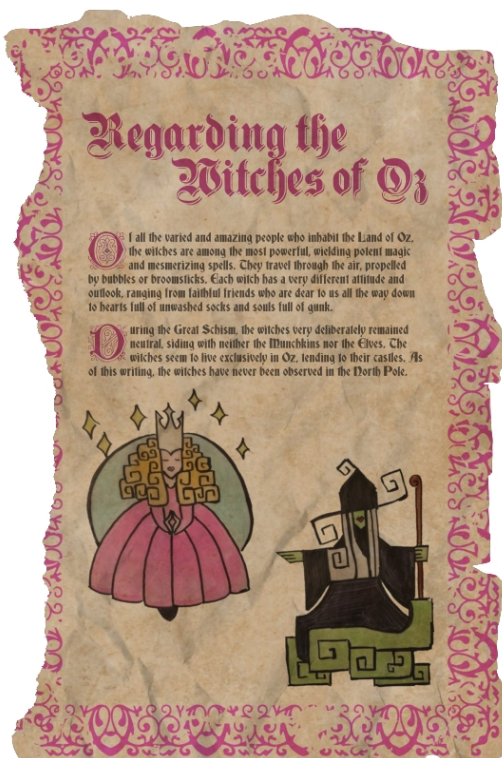 Regarding the
Witches of Oz
Of all the varied and amazing people who inhabit the Land of Oz,
the witches are among the most powerful, wielding potent magic
and mesmerizing spells. They travel through the air, propelled
by bubbles or broomsticks. Each witch has a very different attitude and
outlook, ranging from faithful friends who are dear to us all the way down
to hearts full of unwashed socks and souls full of gunk.
During the Great Schism, the witches very deliberately remained
neutral, siding with neither the Munchkins nor the Elves. The
witches seem to live exclusively in Oz, tending to their castles. As
of this writing, the witches have never been observed in the North Pole.